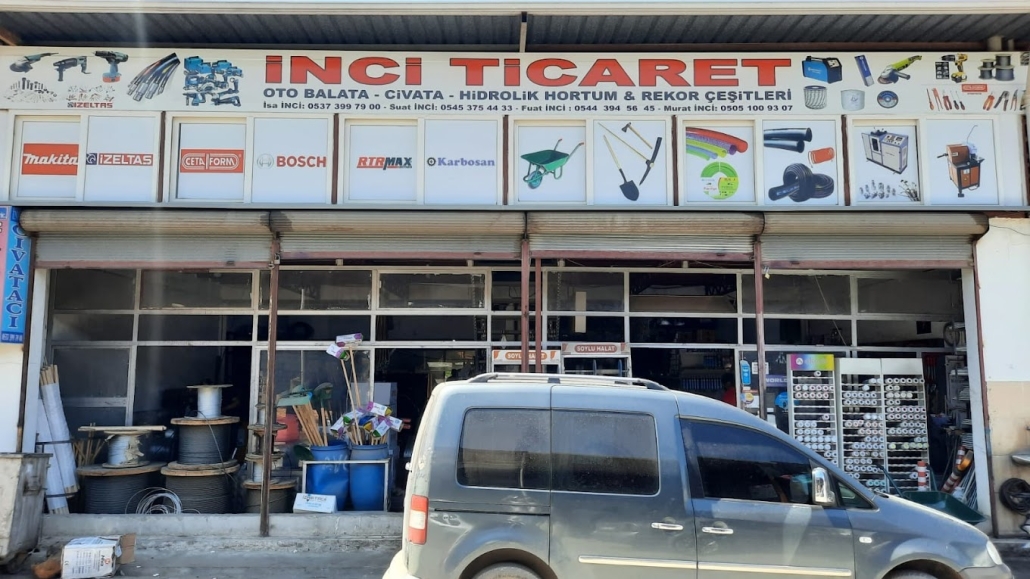 İNCİ TİCARET
OTO BALATA - CİVATA - HİDROLİK HORTUM & REKOR ÇEŞİTLERİ
İsa İNCİ: 0537 399 79 00 - Suat İNCİ: 0545 375 44 33 - Fuat İNCİ : 0544 394 56 45 - Murat İNCİ: 0505 100 93 07
İZELTAŞ
makita
İZELTAŞ
CETA FORM
BOSCH
RTRMAX
Karbosan
CIVATACI
SOYLU HALAT
SOYLU HALAT